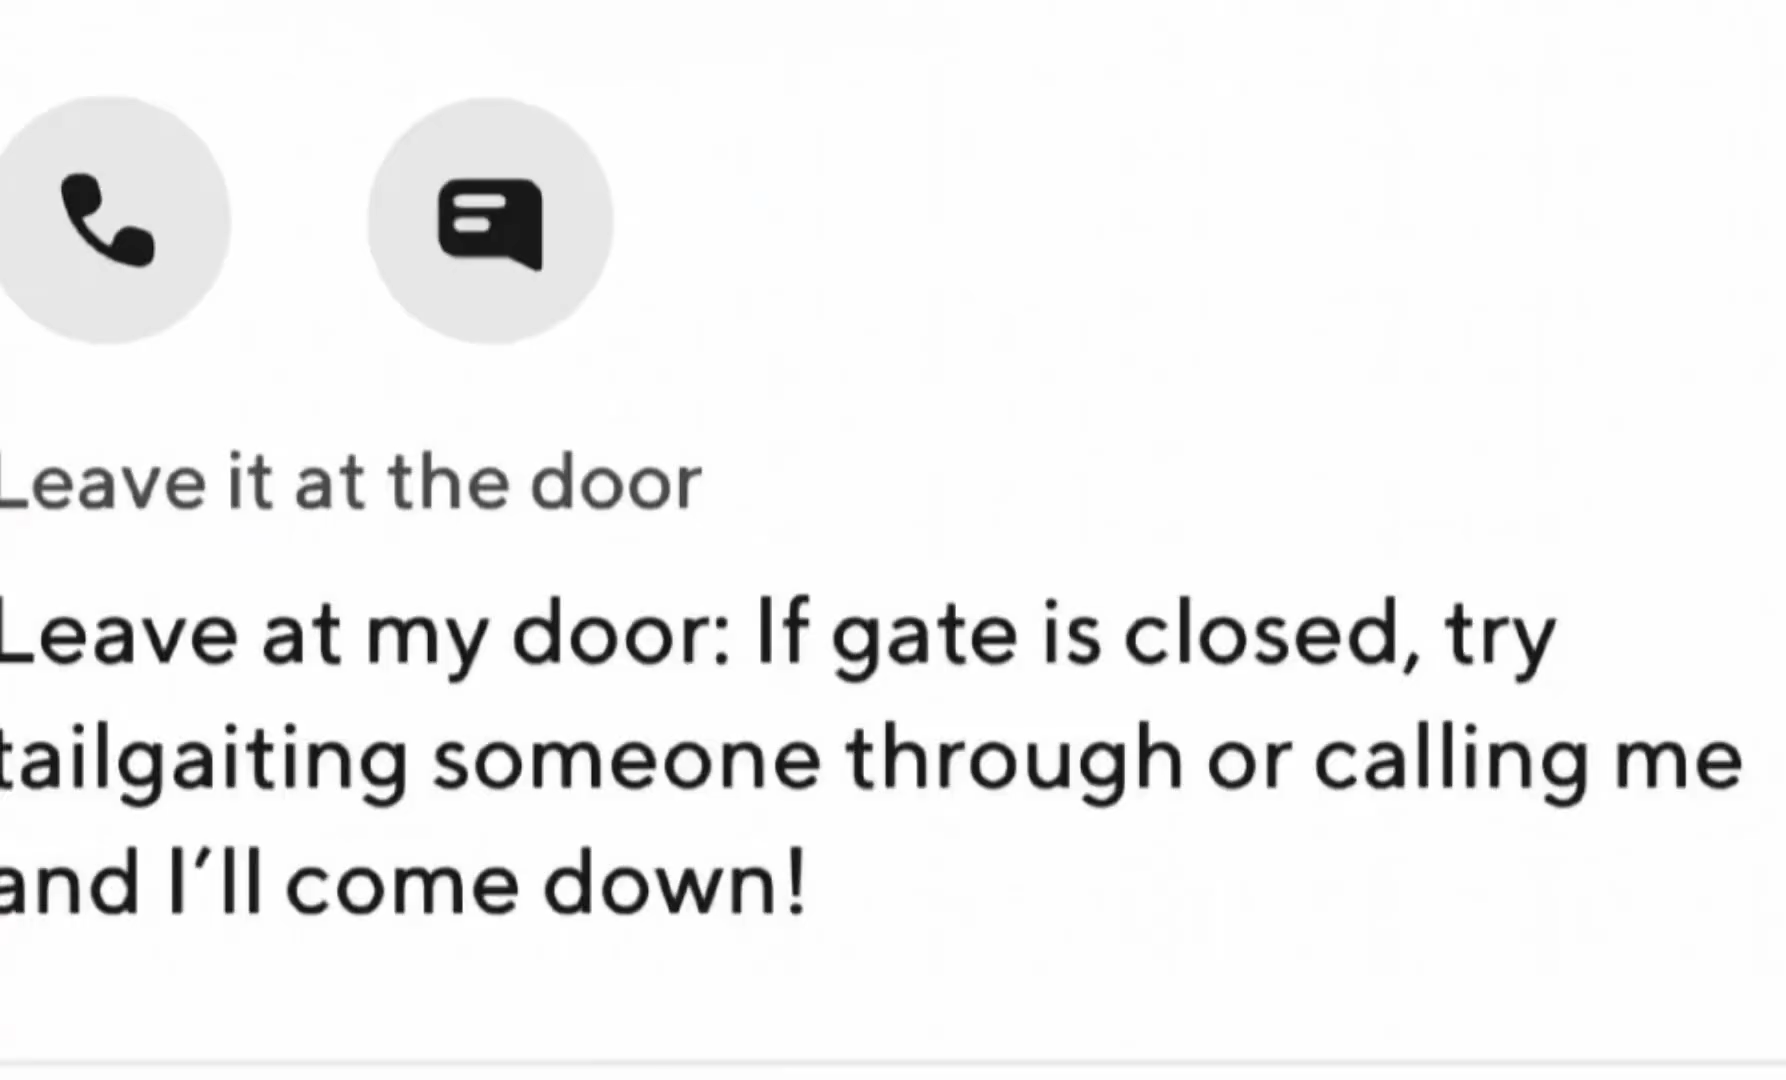 Leave it at the door
Leave at my door: If gate is closed, try
tailgaiting someone through or calling me
and I'll come down!